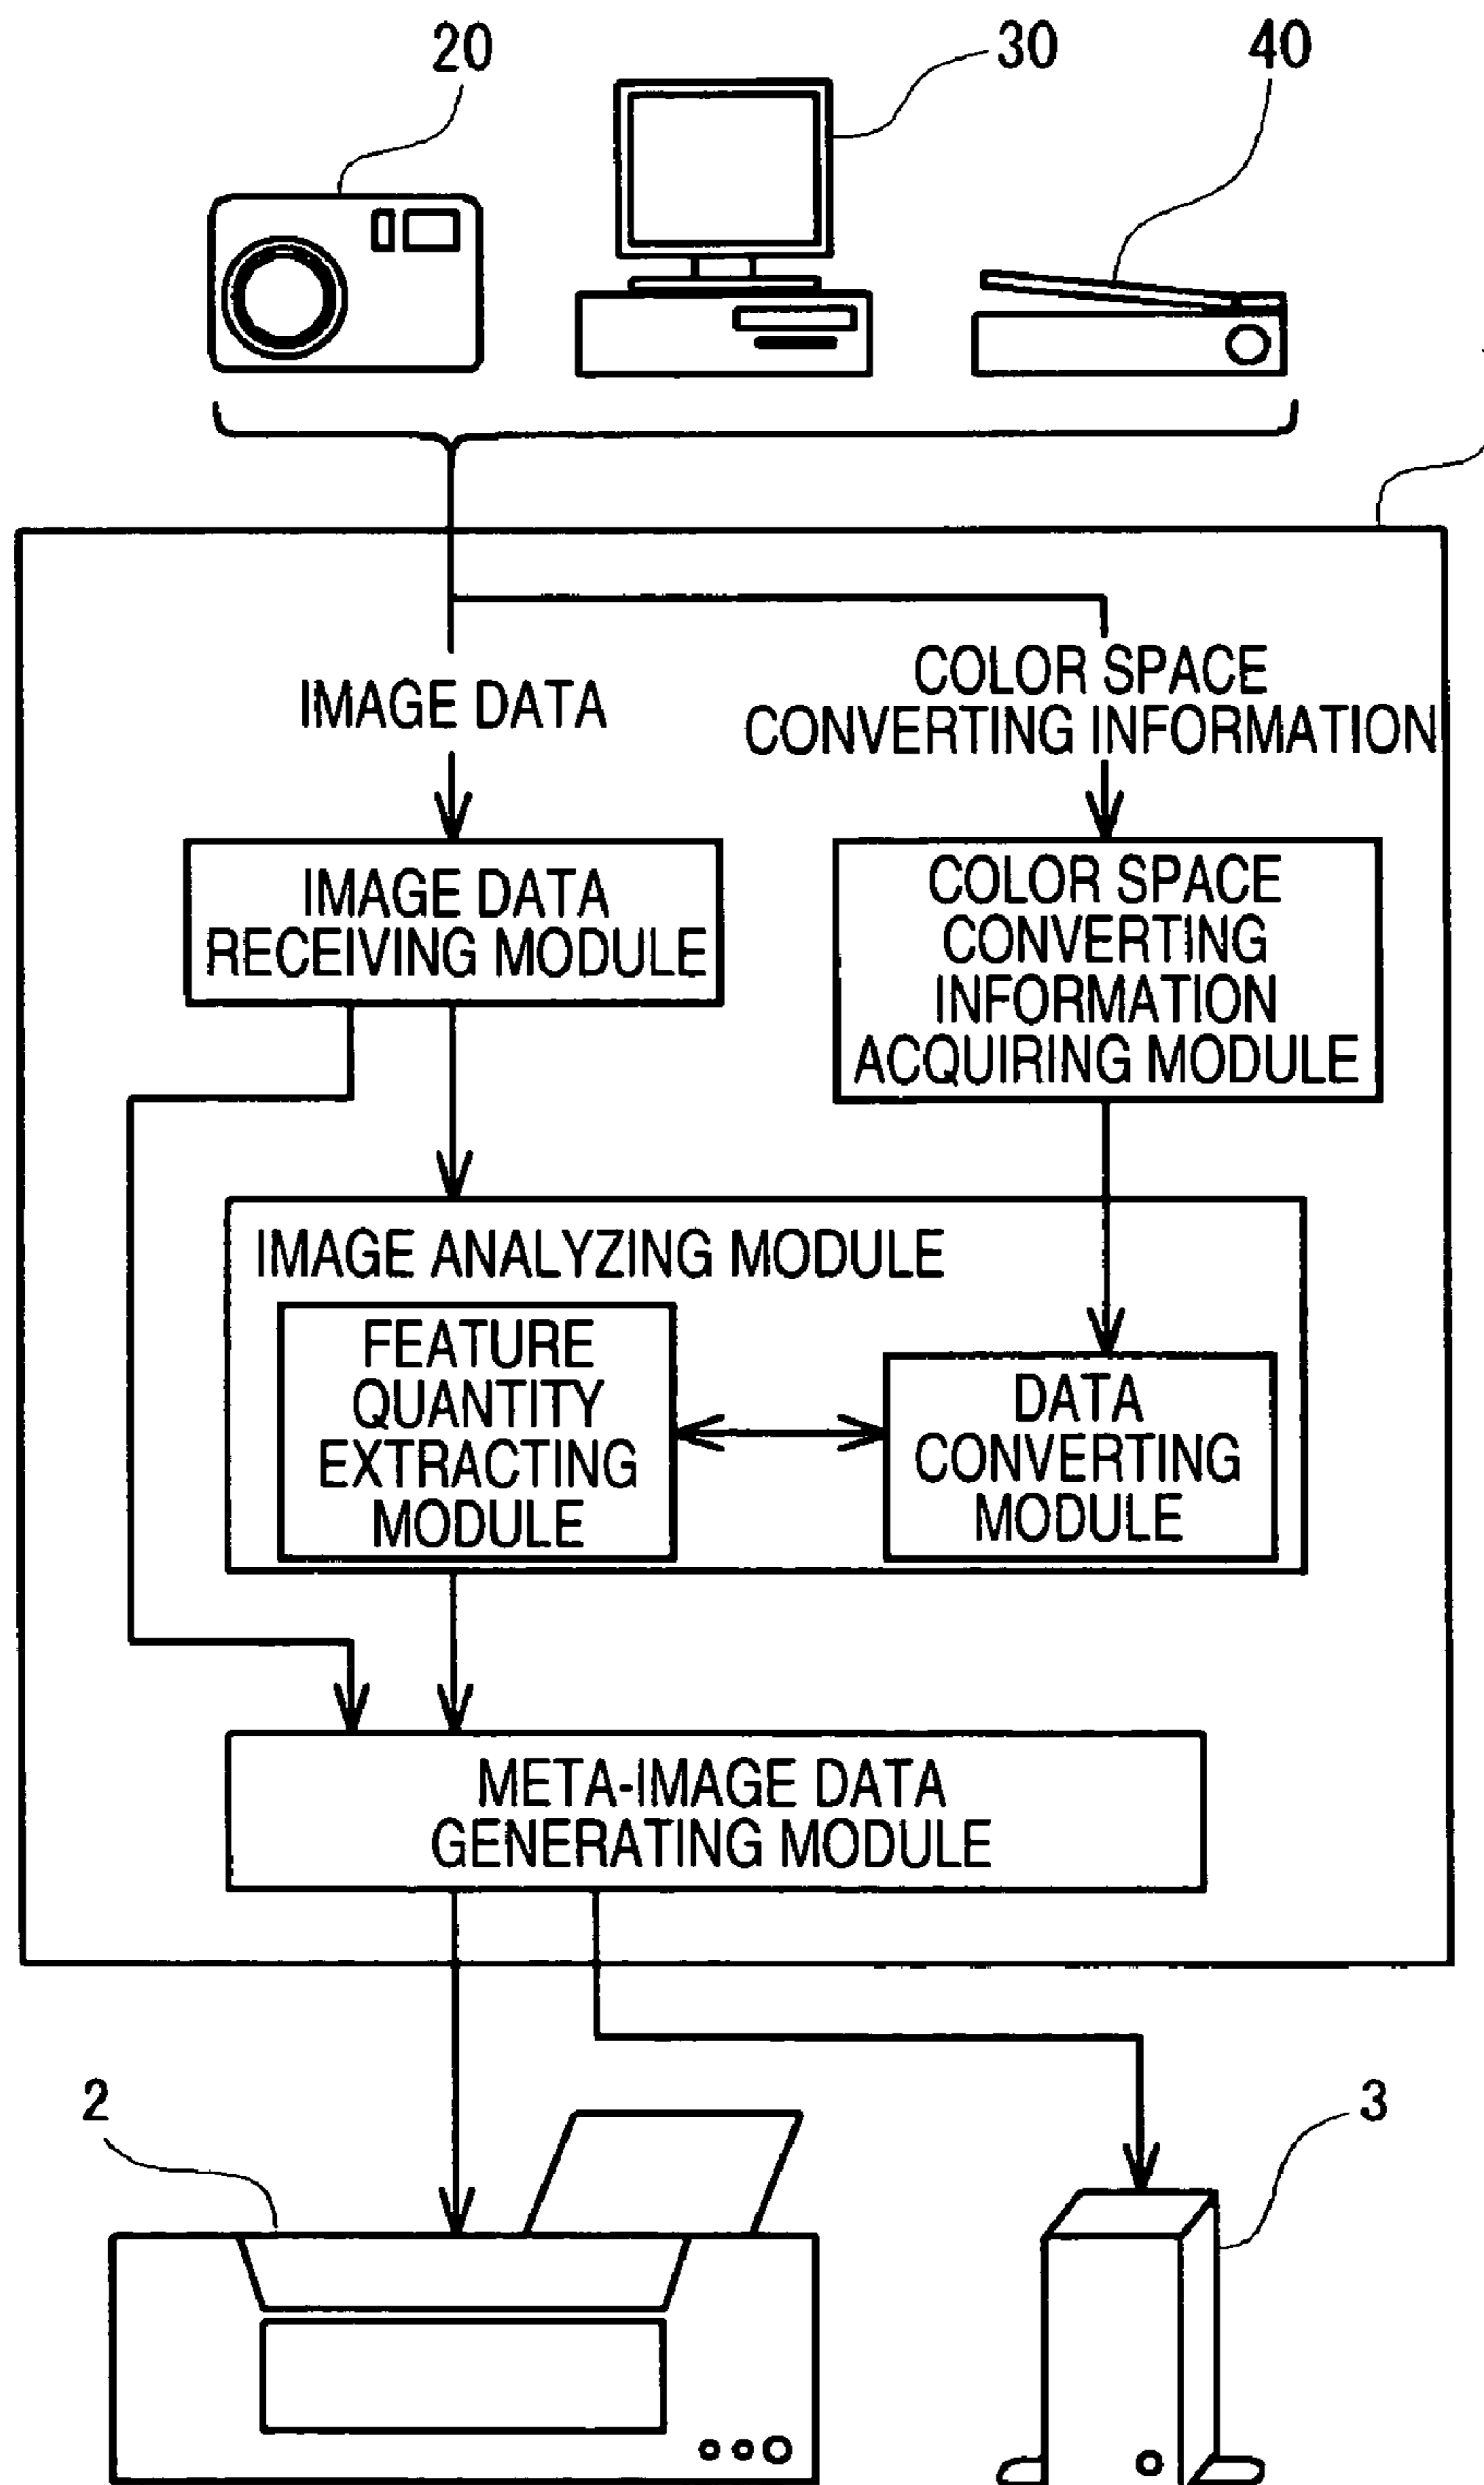 20
30
40
IMAGE DATA
COLOR SPACE
CONVERTING INFORMATION
IMAGE DATA
RECEIVING MODULE
COLOR SPACE
CONVERTING
INFORMATION
ACQUIRING MODULE
IMAGE ANALYZING MODULE
FEATURE
QUANTITY
EXTRACTING
MODULE
DATA
CONVERTING
MODULE
META-IMAGE DATA
GENERATING MODULE
2
3